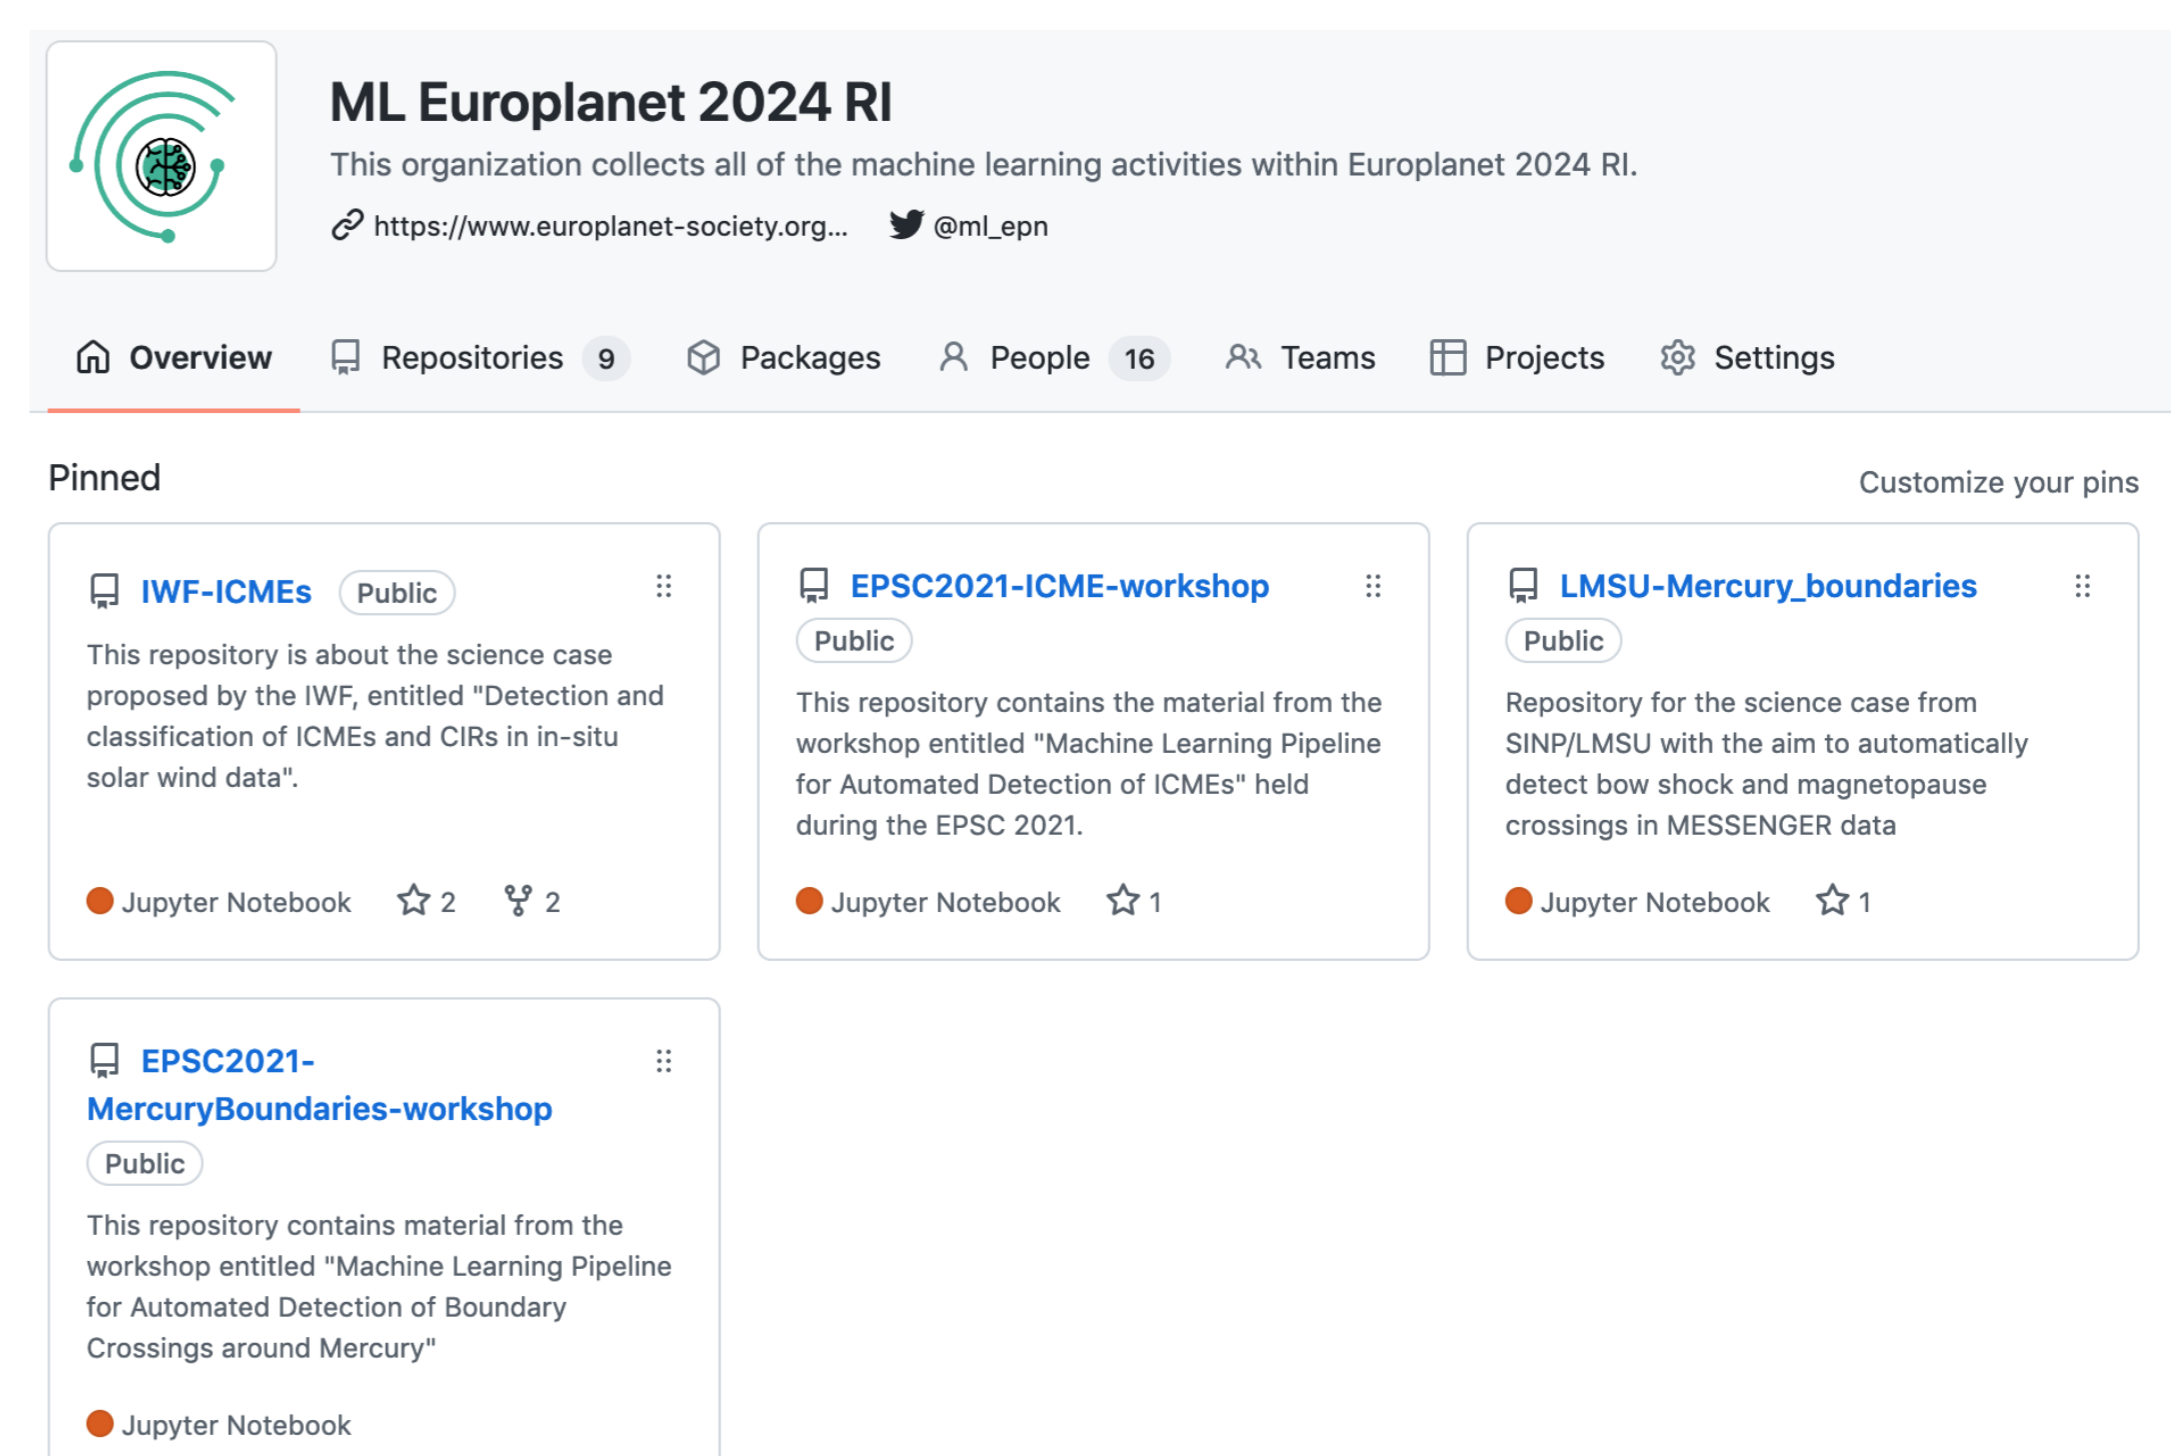 ML Europlanet 2024 RI
This organization collects all of the machine learning activities within Europlanet 2024 RI.
https://www.europlanet-society.org... @ml_epn
Overview Repositories 9 Packages People 16 Teams Projects Settings
Pinned
Customize your pins
IWF-ICMEs Public
This repository is about the science case
proposed by the IWF, entitled "Detection and
classification of ICMEs and CIRs in in-situ
solar wind data".
Jupyter Notebook 2 2
EPSC2021-ICME-workshop
Public
This repository contains the material from the
workshop entitled "Machine Learning Pipeline
for Automated Detection of ICMEs" held
during the EPSC 2021.
Jupyter Notebook 1
LMSU-Mercury_boundaries
Public
Repository for the science case from
SINP/LMSU with the aim to automatically
detect bow shock and magnetopause
crossings in MESSENGER data
Jupyter Notebook 1
EPSC2021-
MercuryBoundaries-workshop
Public
This repository contains material from the
workshop entitled "Machine Learning Pipeline
for Automated Detection of Boundary
Crossings around Mercury"
Jupyter Notebook